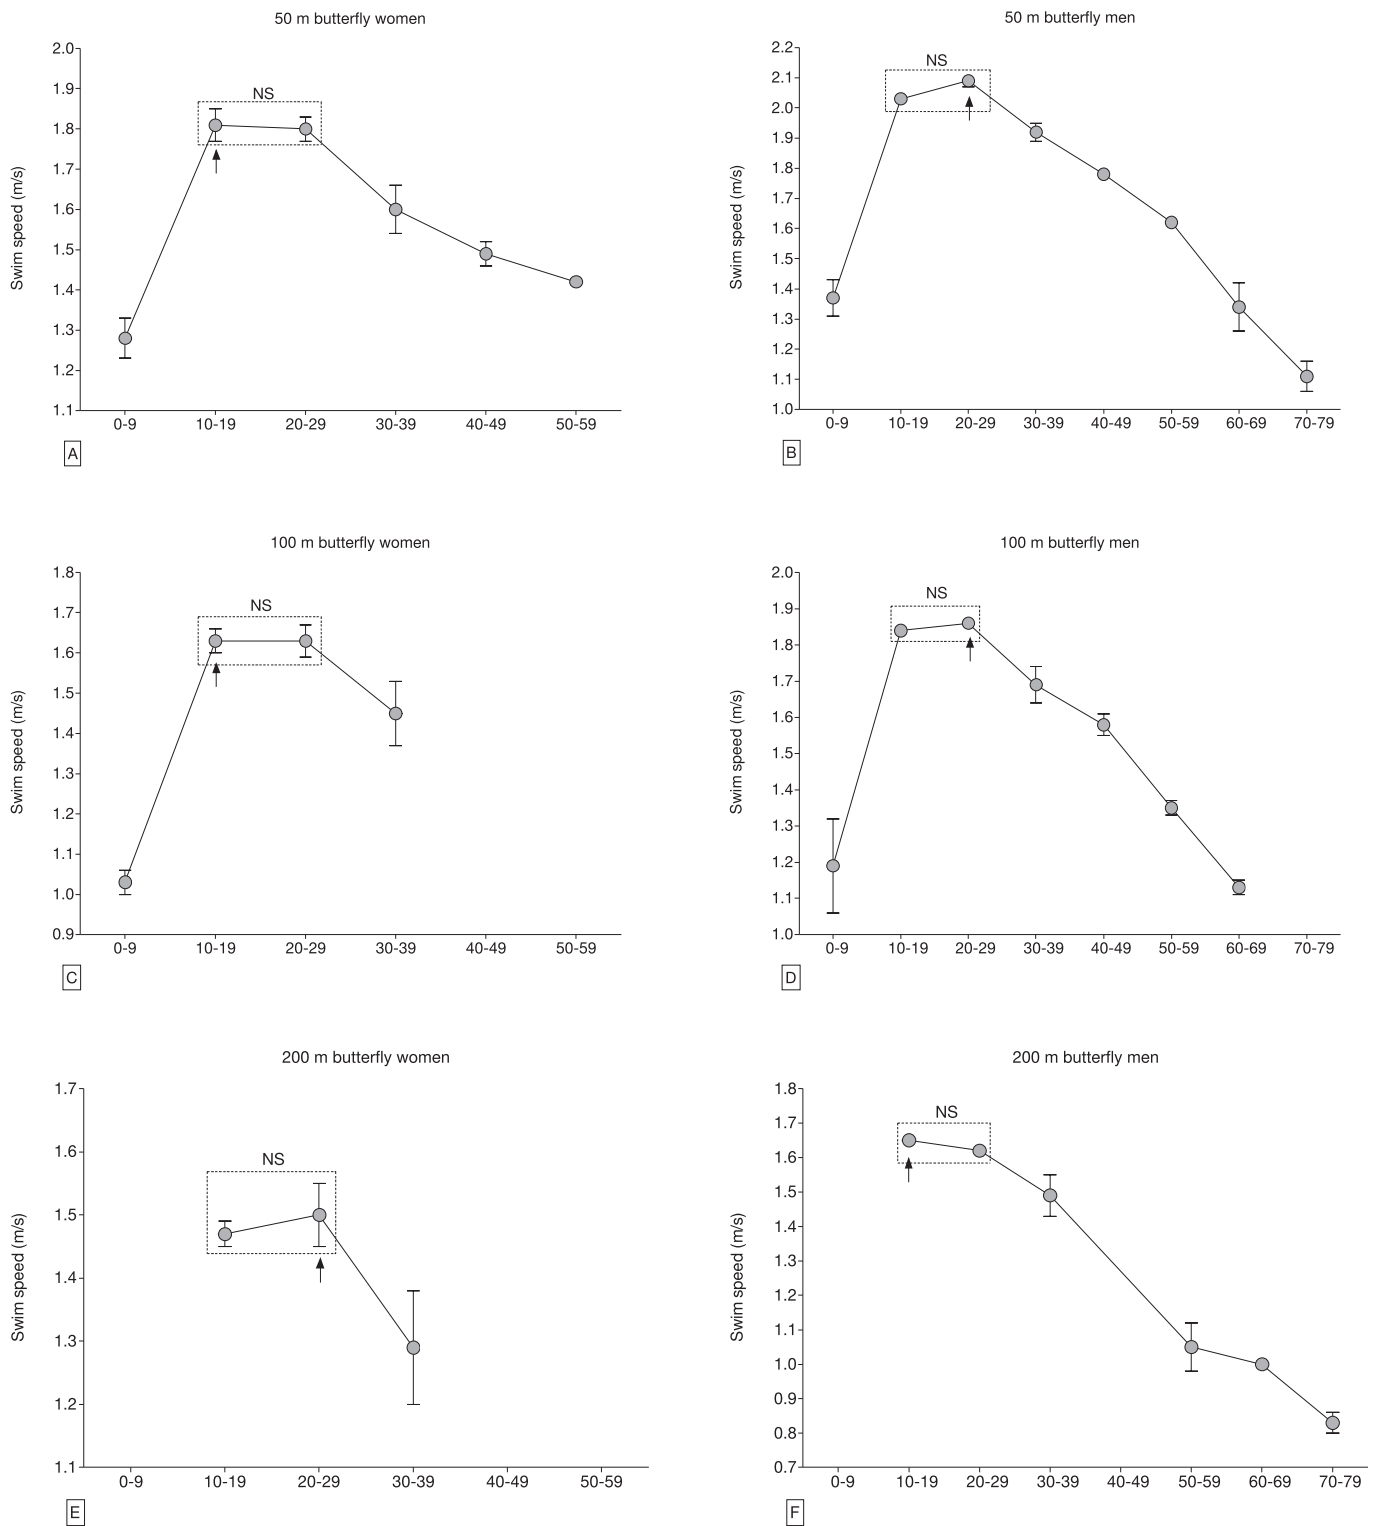 50 m butterfly women
2.0
1.9
1.8
1.7
1.6
1.5
1.4
1.3
1.2
1.1
Swim speed (m/s)
NS
0-9 10-19 20-29 30-39 40-49 50-59
A
50 m butterfly men
2.2
2.1
2.0
1.9
1.8
1.7
1.6
1.5
1.4
1.3
1.2
1.1
1.0
Swim speed (m/s)
NS
0-9 10-19 20-29 30-39 40-49 50-59 60-69 70-79
B
100 m butterfly women
1.8
1.7
1.6
1.5
1.4
1.3
1.2
1.1
1.0
0.9
Swim speed (m/s)
NS
0-9 10-19 20-29 30-39 40-49 50-59
C
100 m butterfly men
2.0
1.9
1.8
1.7
1.6
1.5
1.4
1.3
1.2
1.1
1.0
Swim speed (m/s)
NS
0-9 10-19 20-29 30-39 40-49 50-59 60-69 70-79
D
200 m butterfly women
1.7
1.6
1.5
1.4
1.3
1.2
1.1
Swim speed (m/s)
NS
0-9 10-19 20-29 30-39 40-49 50-59
E
200 m butterfly men
1.8
1.7
1.6
1.5
1.4
1.3
1.2
1.1
1.0
0.9
0.8
0.7
Swim speed (m/s)
NS
0-9 10-19 20-29 30-39 40-49 50-59 60-69 70-79
F